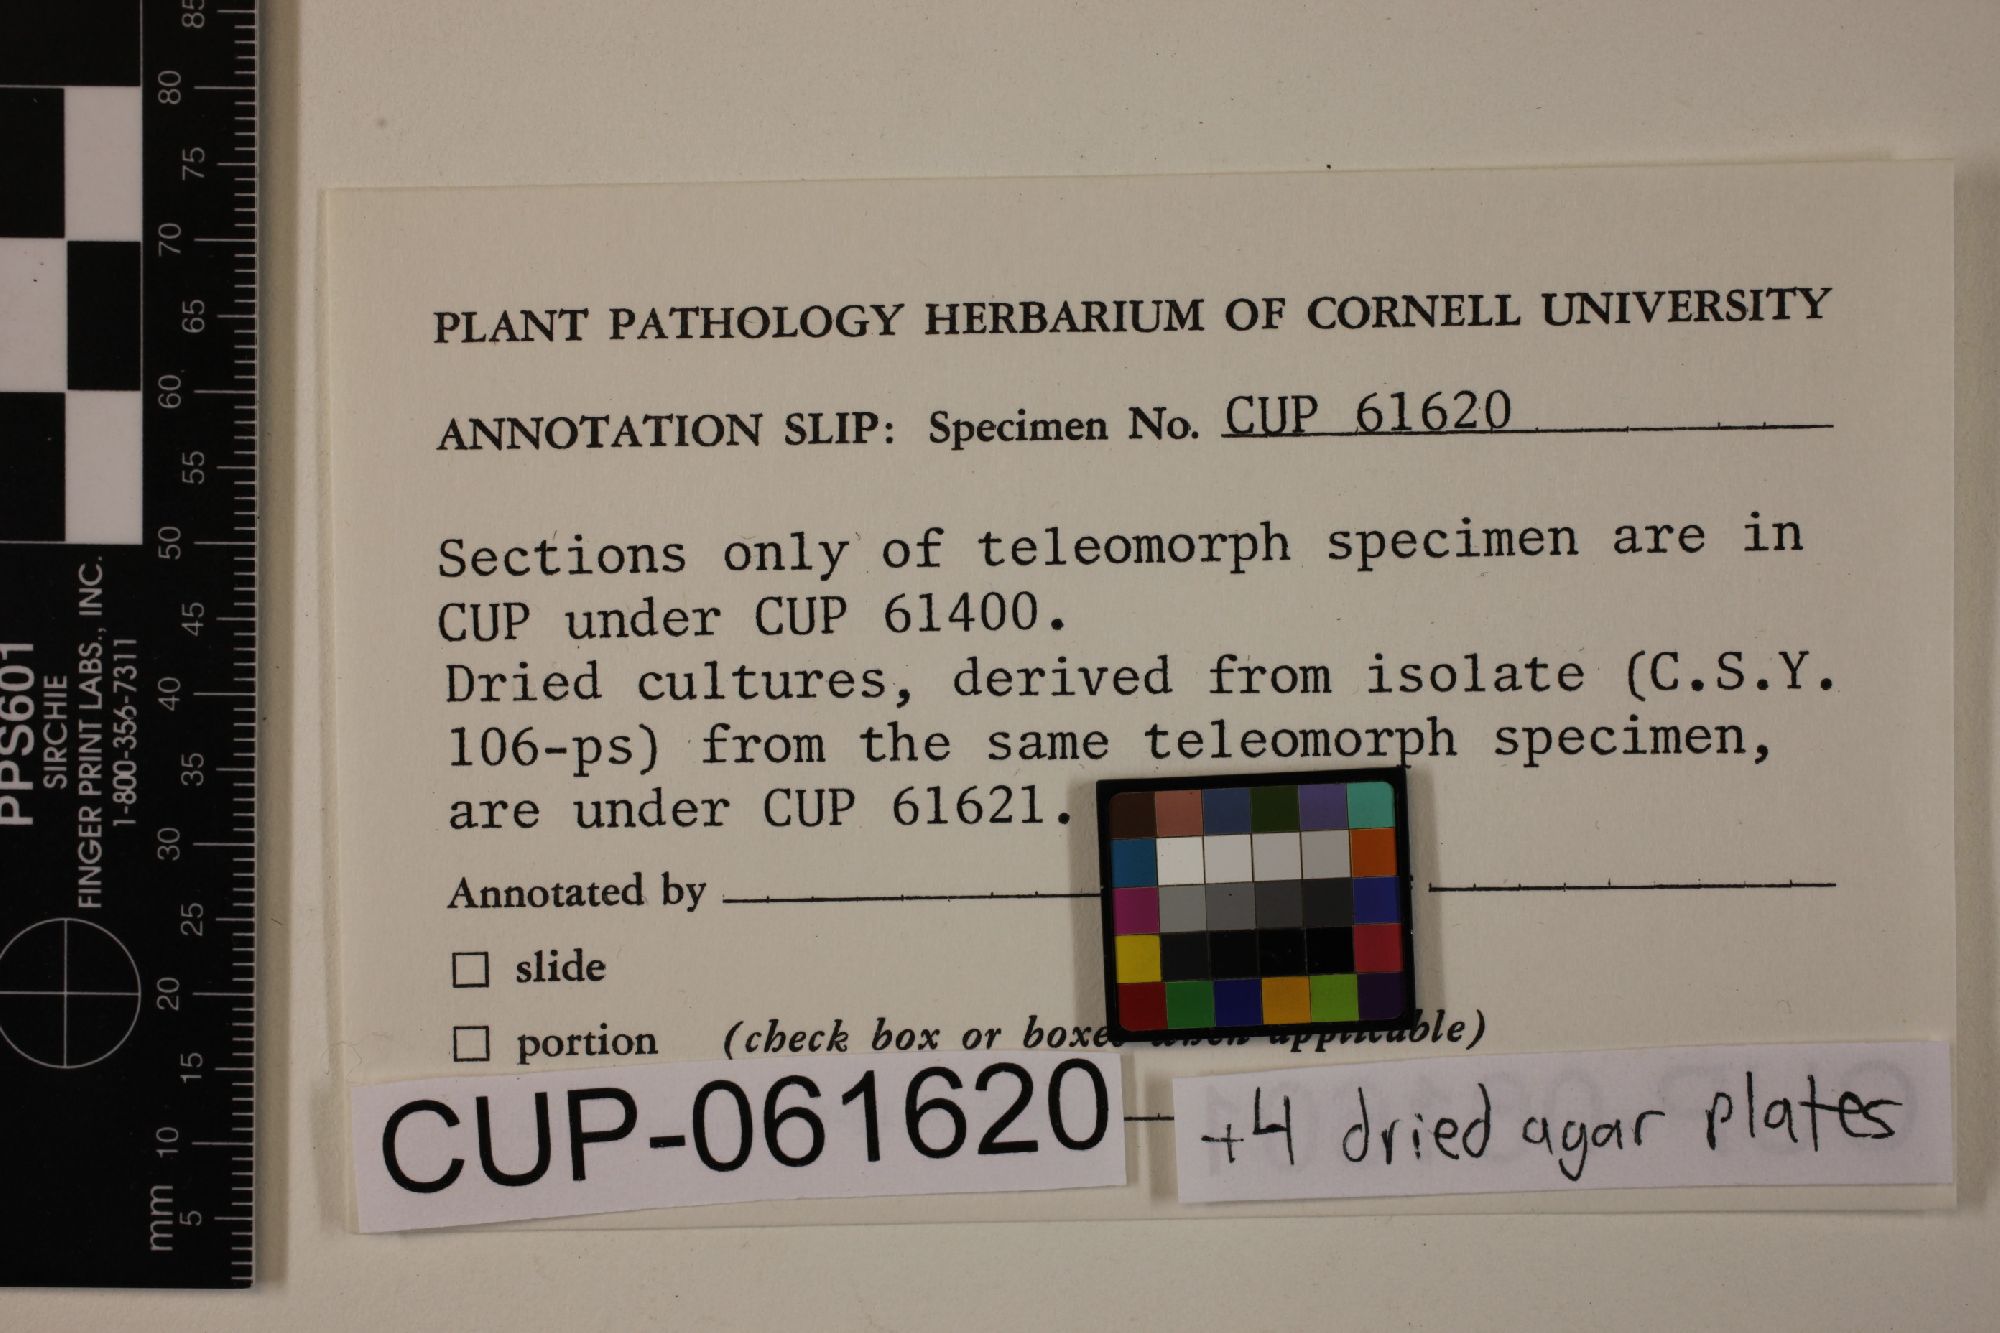 PLANT PATHOLOGY HERBARIUM OF CORNELL UNIVERSITY
ANNOTATION SLIP: Specimen No. CUP 61620
Sections only of teleomorph specimen are in
CUP under CUP 61400.
Dried cultures, derived from isolate (C.S.Y.
106-ps) from the same teleomorph specimen,
are under CUP 61621.
Annotated by
□ slide
□ portion (check box or boxes when applicable)
CUP-061620
+4 dried agar plates
85
80
75
70
65
60
55
50
45
40
35
30
25
20
15
10
5
mm
PPS601
SIRCHIE
FINGER PRINT LABS., INC.
1-800-356-7311